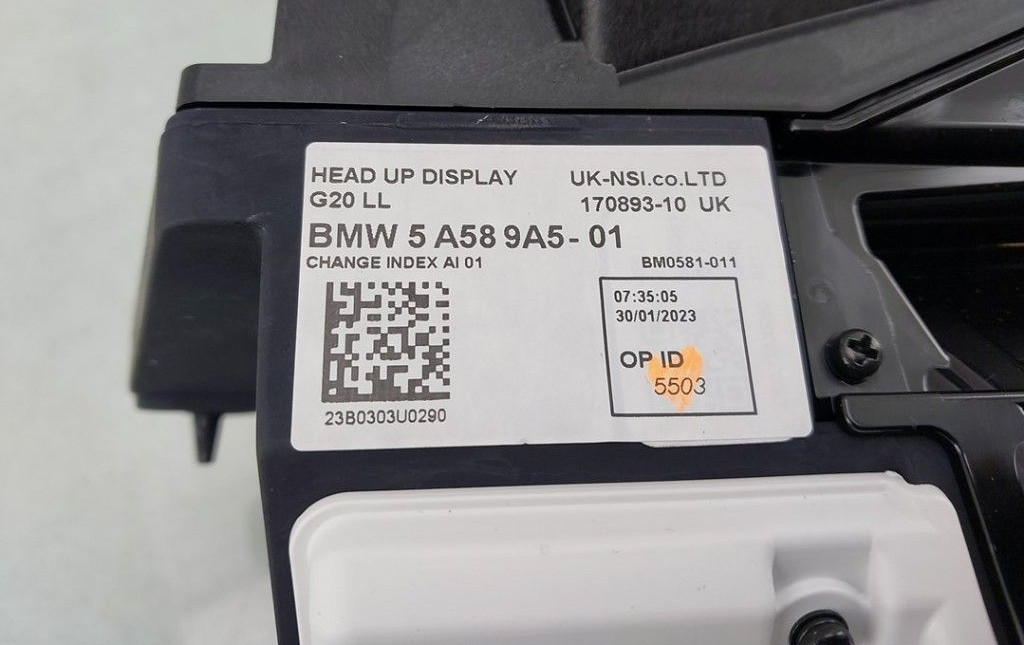 HEAD UP DISPLAY
G20 LL
UK-NSI.co.LTD
170893-10 UK
BMW 5 A58 9A5-01
CHANGE INDEX AI 01
BM0581-011
07:35:05
30/01/2023
OP ID
5503
23B0303U0290